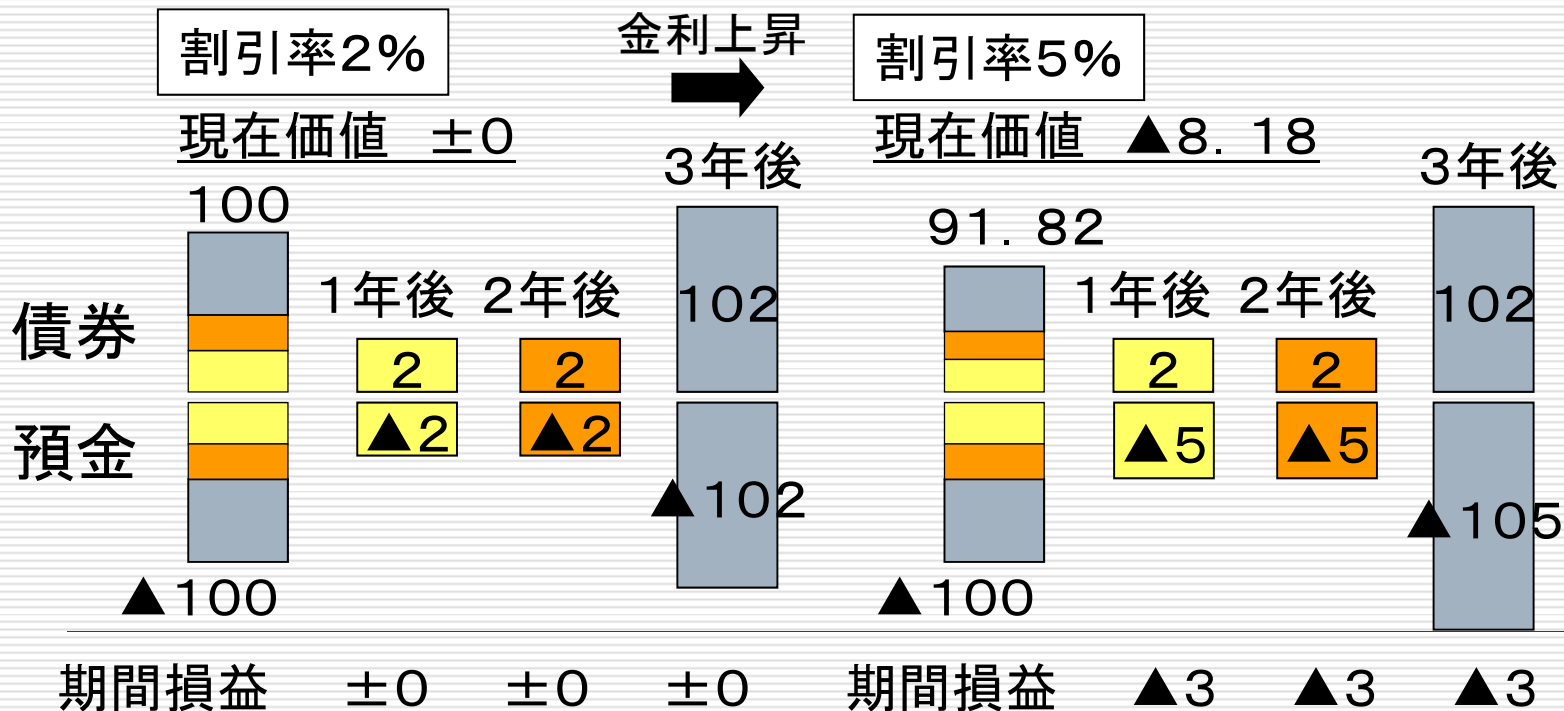 割引率2%
金利上昇
割引率5%
現在価値 ±0
現在価値 ▲8.18
3年後
3年後
100
91.82
1年後 2年後
1年後 2年後
債券
2
2
102
2
2
102
預金
▲2
▲2
▲102
▲5
▲5
▲105
▲100
▲100
期間損益 ±0 ±0 ±0
期間損益 ▲3 ▲3 ▲3